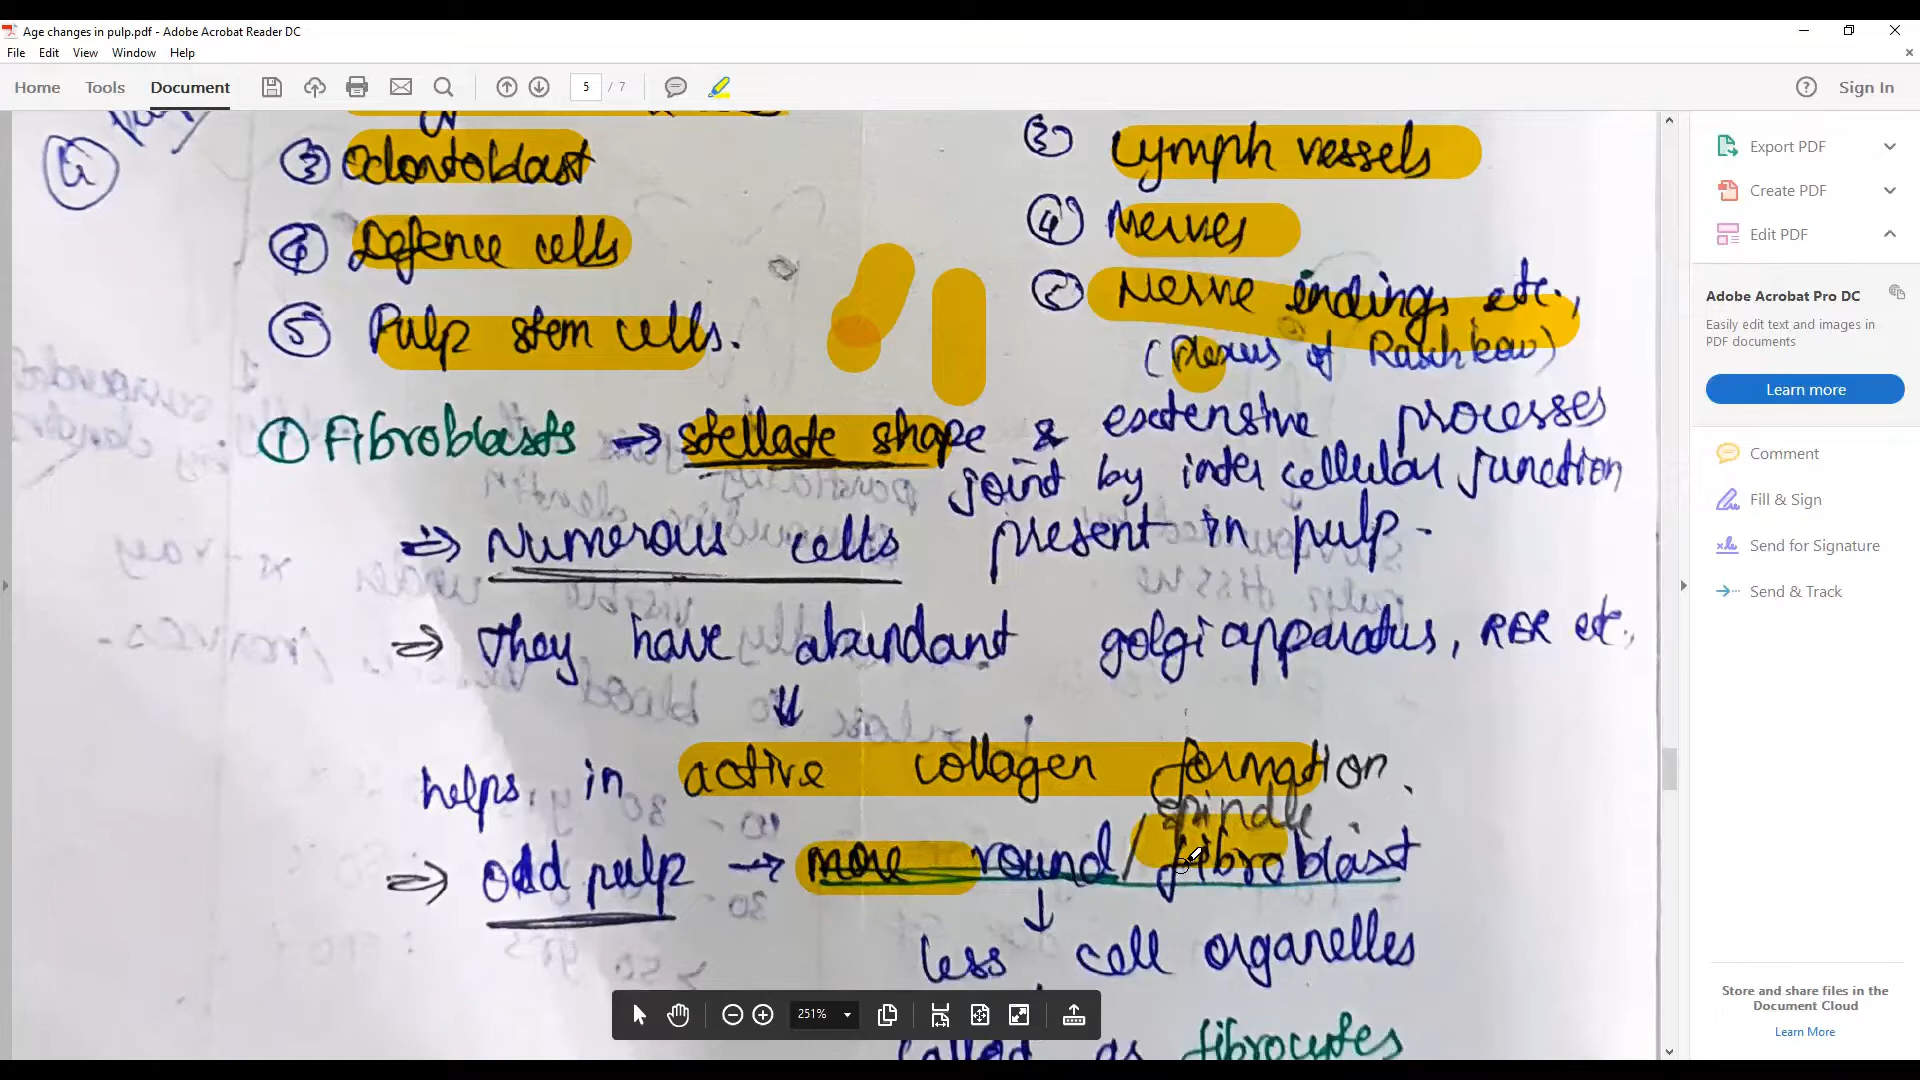 Age changes in pulp.pdf - Adobe Acrobat Reader DC
File Edit View Window Help
Home Tools Document 5 / 7 Sign In
③ Odontoblast
④ Defence cells
⑤ Pulp stem cells.
③ Lymph vessels
④ Nerves
Nerve endings etc.,
(Plexus of Raschkow)
① Fibroblasts → stellate shape & extensive processes
joint by inter cellular junction
⇒ Numerous cells present in pulp -
⇒ They have abundant golgi apparatus, RER etc.,
↓
helps in active collagen formation.
spindle
⇒ Old pulp → more round / fibroblast
↓
less cell organelles
called as fibrocytes
251%
Export PDF
Create PDF
Edit PDF
Adobe Acrobat Pro DC
Easily edit text and images in
PDF documents
Learn more
Comment
Fill & Sign
Send for Signature
Send & Track
Store and share files in the
Document Cloud
Learn More